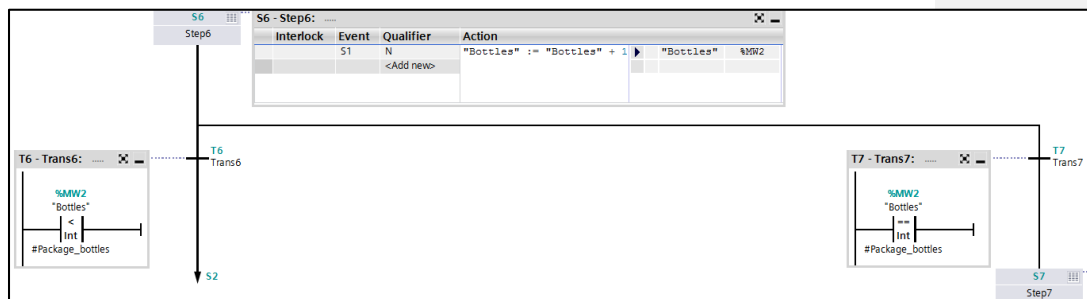 S6
Step6
S6 - Step6: .....
Interlock Event Qualifier Action
S1 N "Bottles" := "Bottles" + 1 "Bottles" %MW2
<Add new>
T6 - Trans6: .....
T6
Trans6
%MW2
"Bottles"
<
Int
#Package_bottles
S2
T7 - Trans7: .....
T7
Trans7
%MW2
"Bottles"
==
Int
#Package_bottles
S7
Step7